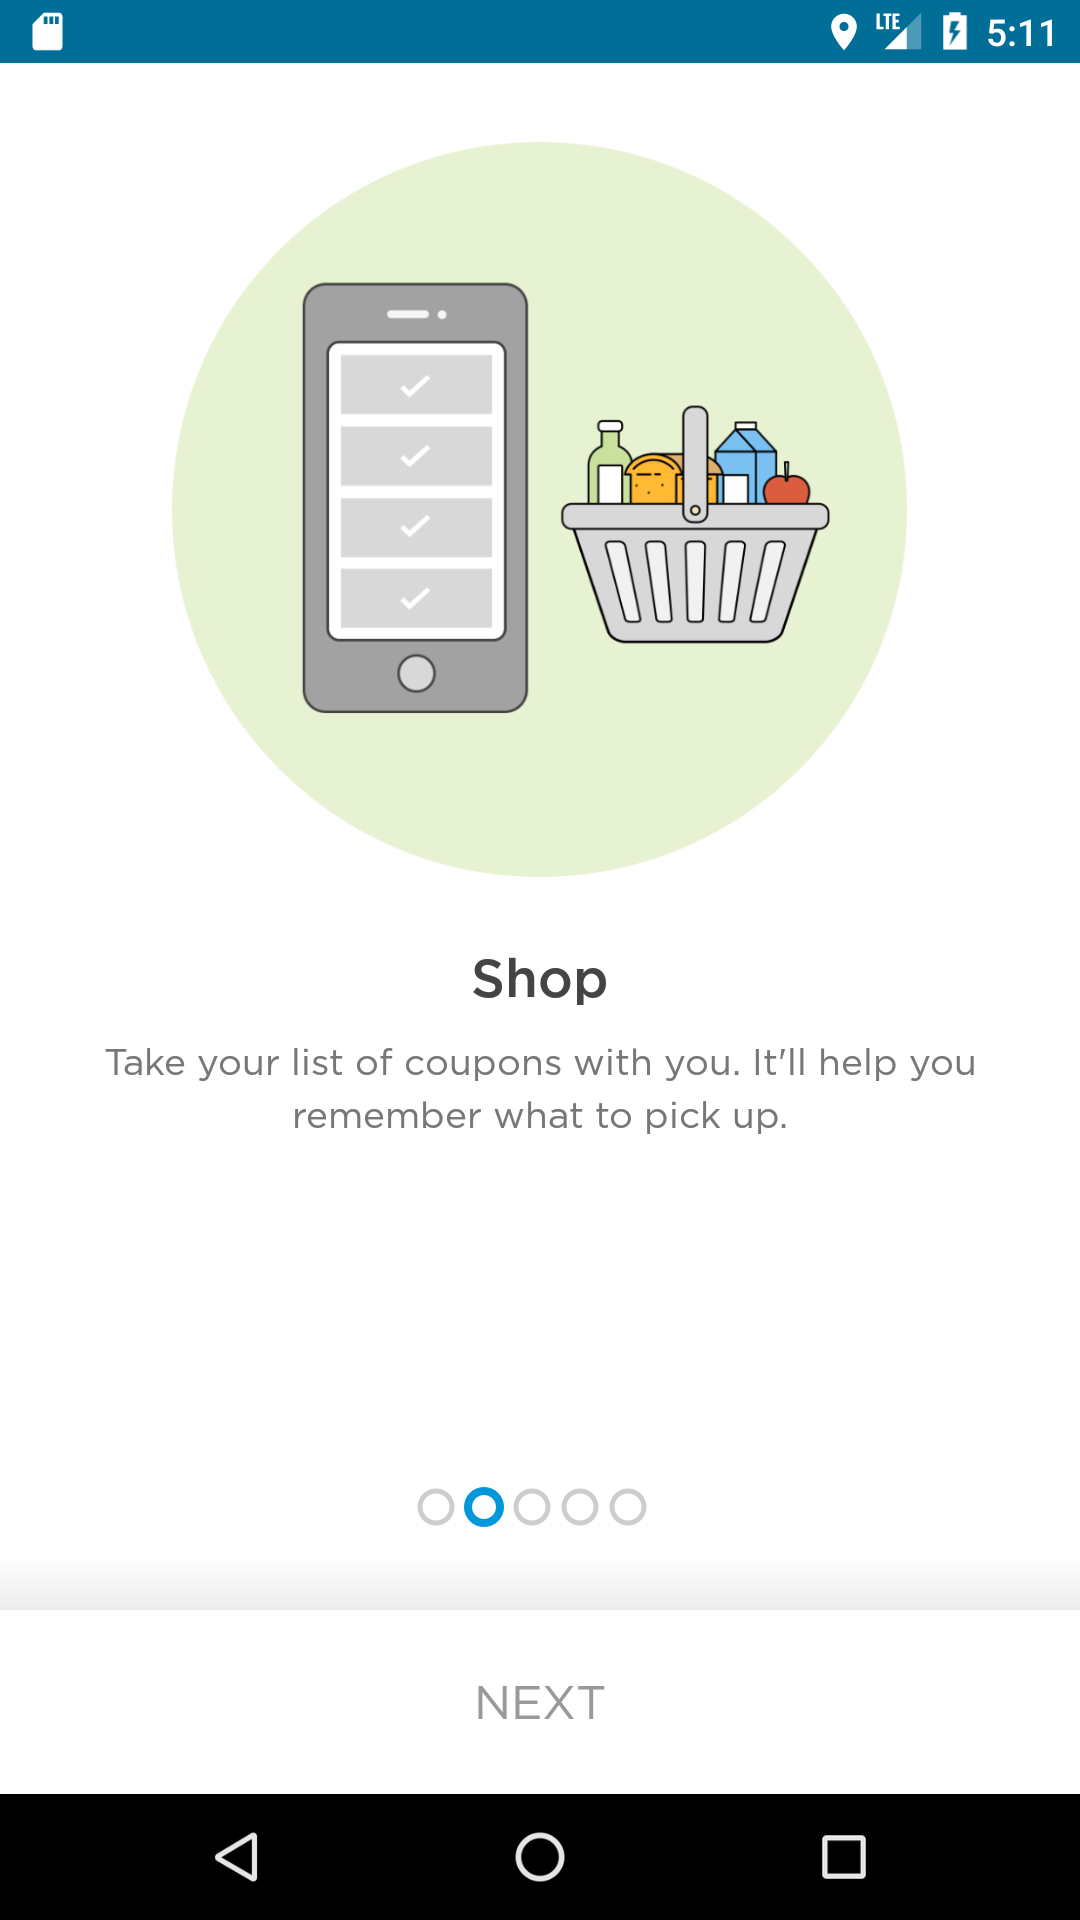 LTE 5:11
Shop
Take your list of coupons with you. It'll help you
remember what to pick up.
NEXT